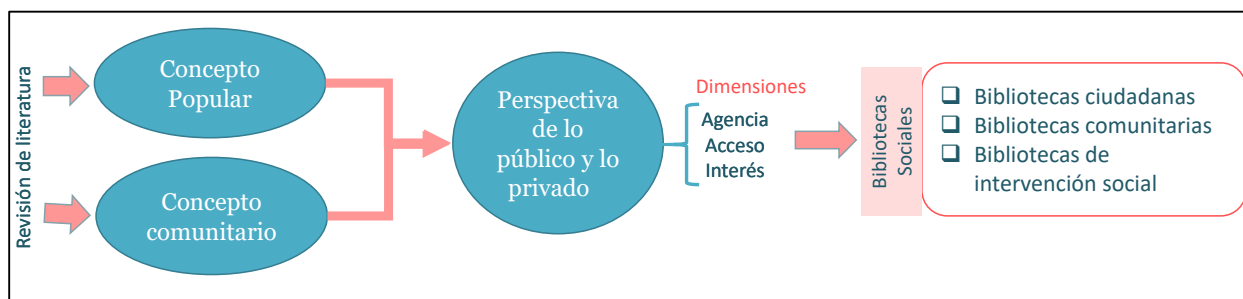 Revisión de literatura
Concepto
Popular
Concepto
comunitario
Perspectiva
de lo
público y lo
privado
Dimensiones
Agencia
Acceso
Interés
Bibliotecas
Sociales
❑ Bibliotecas ciudadanas
❑ Bibliotecas comunitarias
❑ Bibliotecas de
intervención social